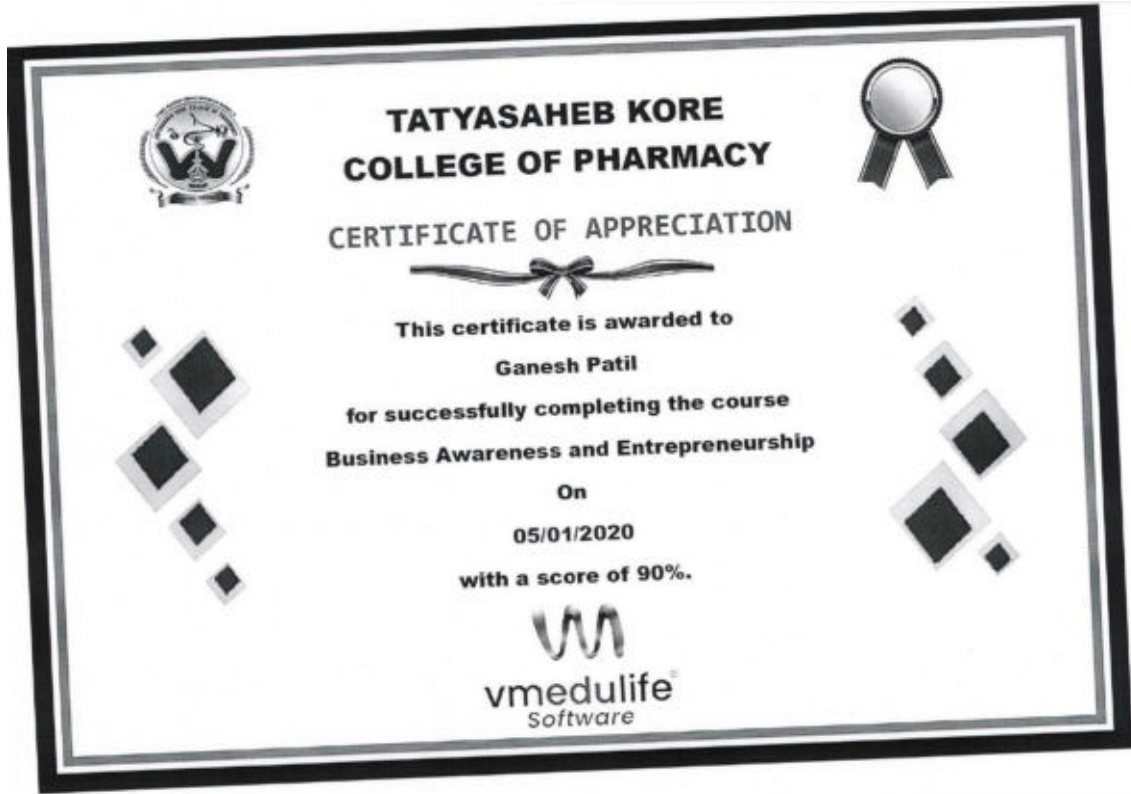 TATYASAHEB KORE
COLLEGE OF PHARMACY
CERTIFICATE OF APPRECIATION
This certificate is awarded to
Ganesh Patil
for successfully completing the course
Business Awareness and Entrepreneurship
On
05/01/2020
with a score of 90%.
vmedulife
Software